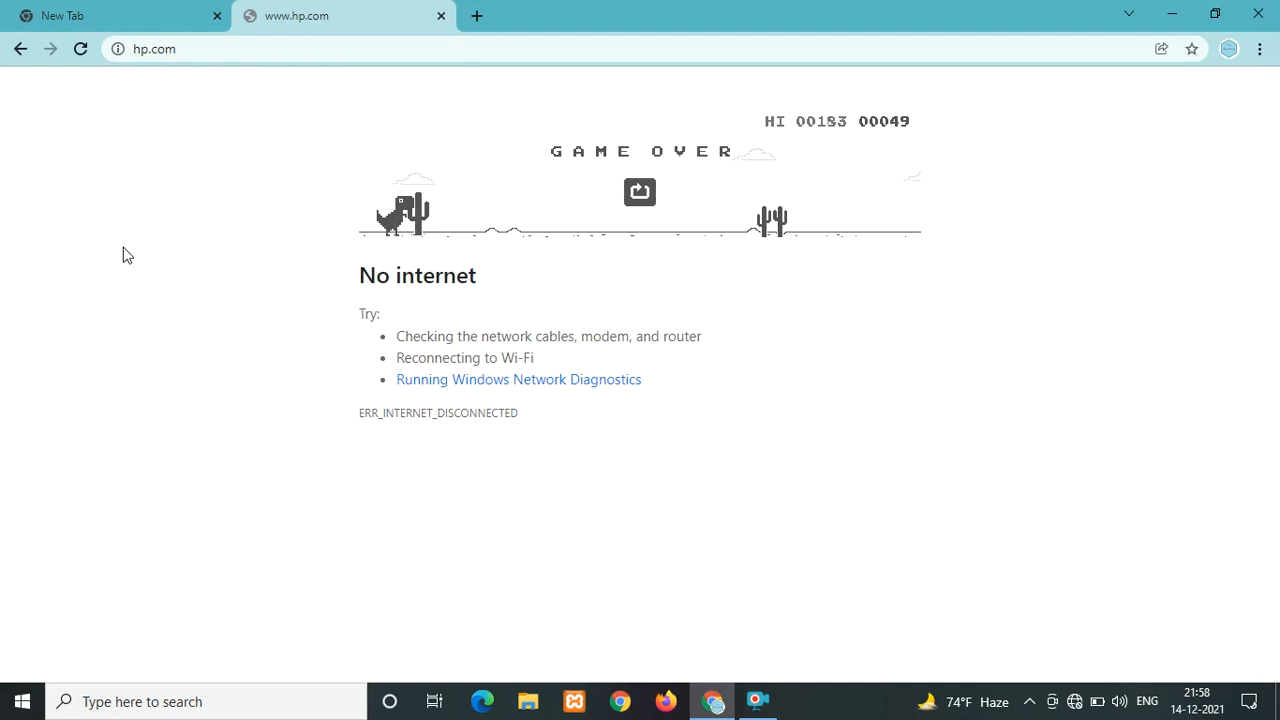 New Tab
www.hp.com
hp.com
HI 00183 00049
GAME OVER
No internet
Try:
• Checking the network cables, modem, and router
• Reconnecting to Wi-Fi
• Running Windows Network Diagnostics
ERR_INTERNET_DISCONNECTED
Type here to search
74°F Haze
ENG
21:58
14-12-2021